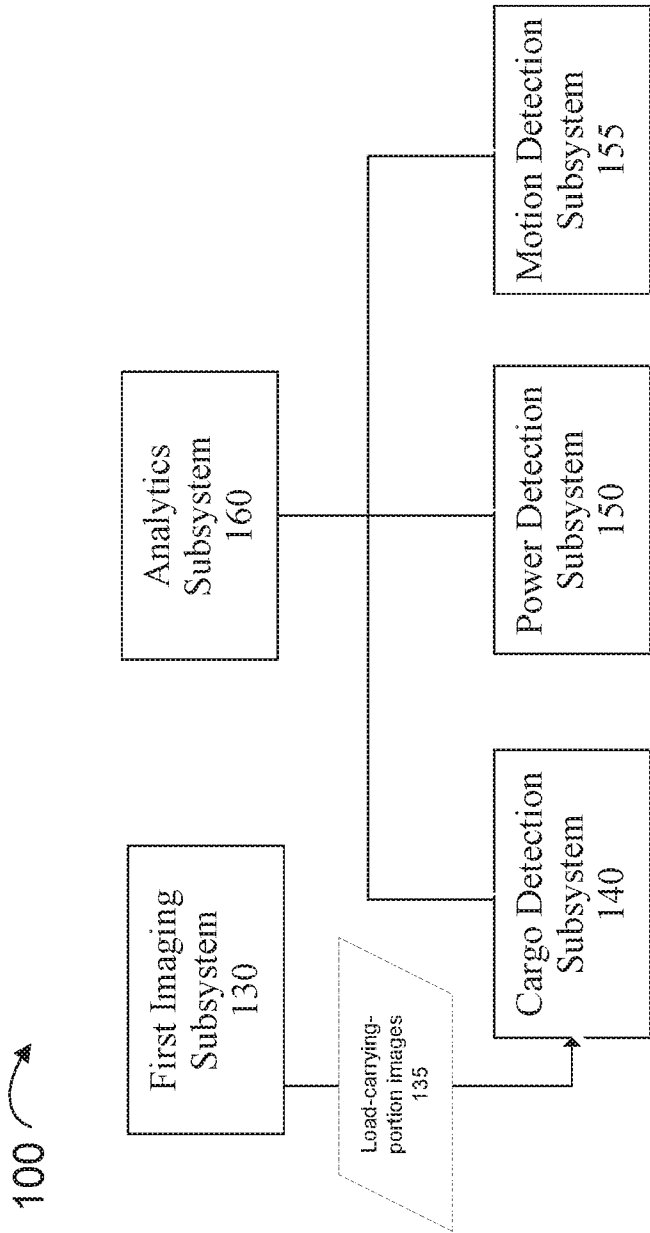 100
First Imaging
Subsystem
130
Analytics
Subsystem
160
Load-carrying-
portion images
135
Cargo Detection
Subsystem
140
Power Detection
Subsystem
150
Motion Detection
Subsystem
155